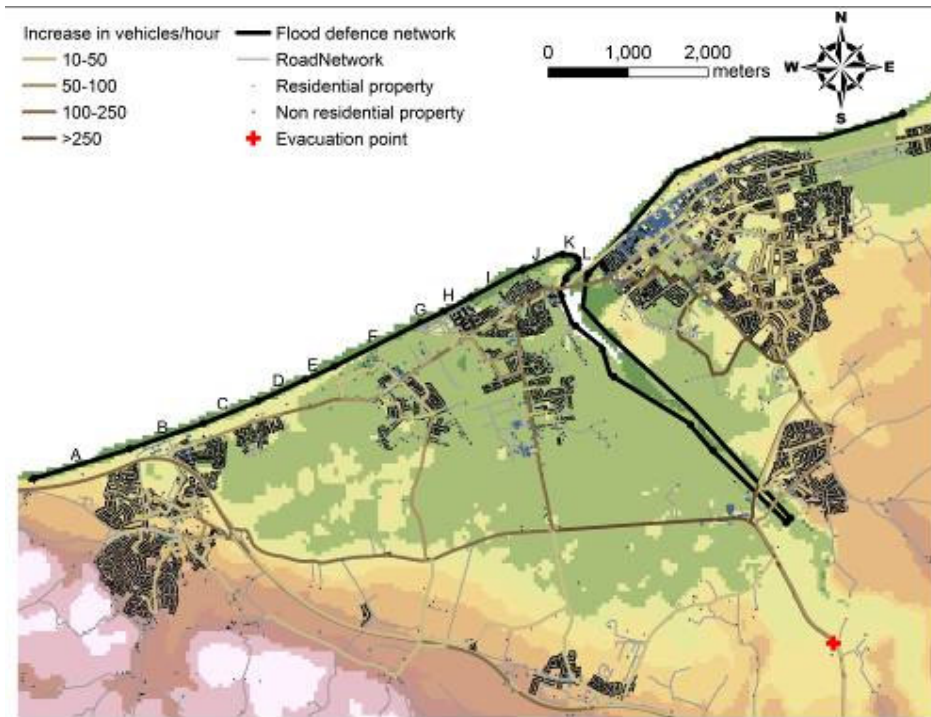 Increase in vehicles/hour
10-50
50-100
100-250
>250
Flood defence network
RoadNetwork
Residential property
Non residential property
Evacuation point
0 1,000 2,000
meters
N
W E
S
K
J
L
I
H
G
F
E
D
C
B
A